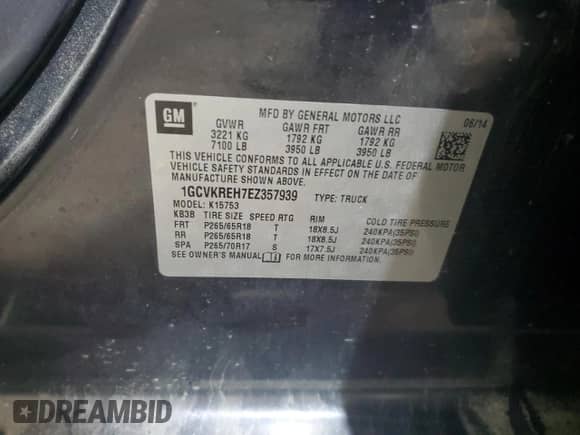 GM
MFD BY GENERAL MOTORS LLC
08/14
GVWR GAWR FRT GAWR RR
3221 KG 1792 KG 1792 KG
7100 LB 3950 LB 3950 LB
THIS VEHICLE CONFORMS TO ALL APPLICABLE U.S. FEDERAL MOTOR
VEHICLE SAFETY STANDARDS IN EFFECT ON THE DATE OF
MANUFACTURE SHOWN ABOVE.
1GCVKREH7EZ357939 TYPE: TRUCK
MODEL: K15753
KB3B TIRE SIZE SPEED RTG RIM COLD TIRE PRESSURE
FRT P265/65R18 T 18X8.5J 240KPA(35PSI)
RR P265/65R18 T 18X8.5J 240KPA(35PSI)
SPA P265/70R17 S 17X7.5J 240KPA(35PSI)
SEE OWNER'S MANUAL FOR MORE INFORMATION.
DREAMBID